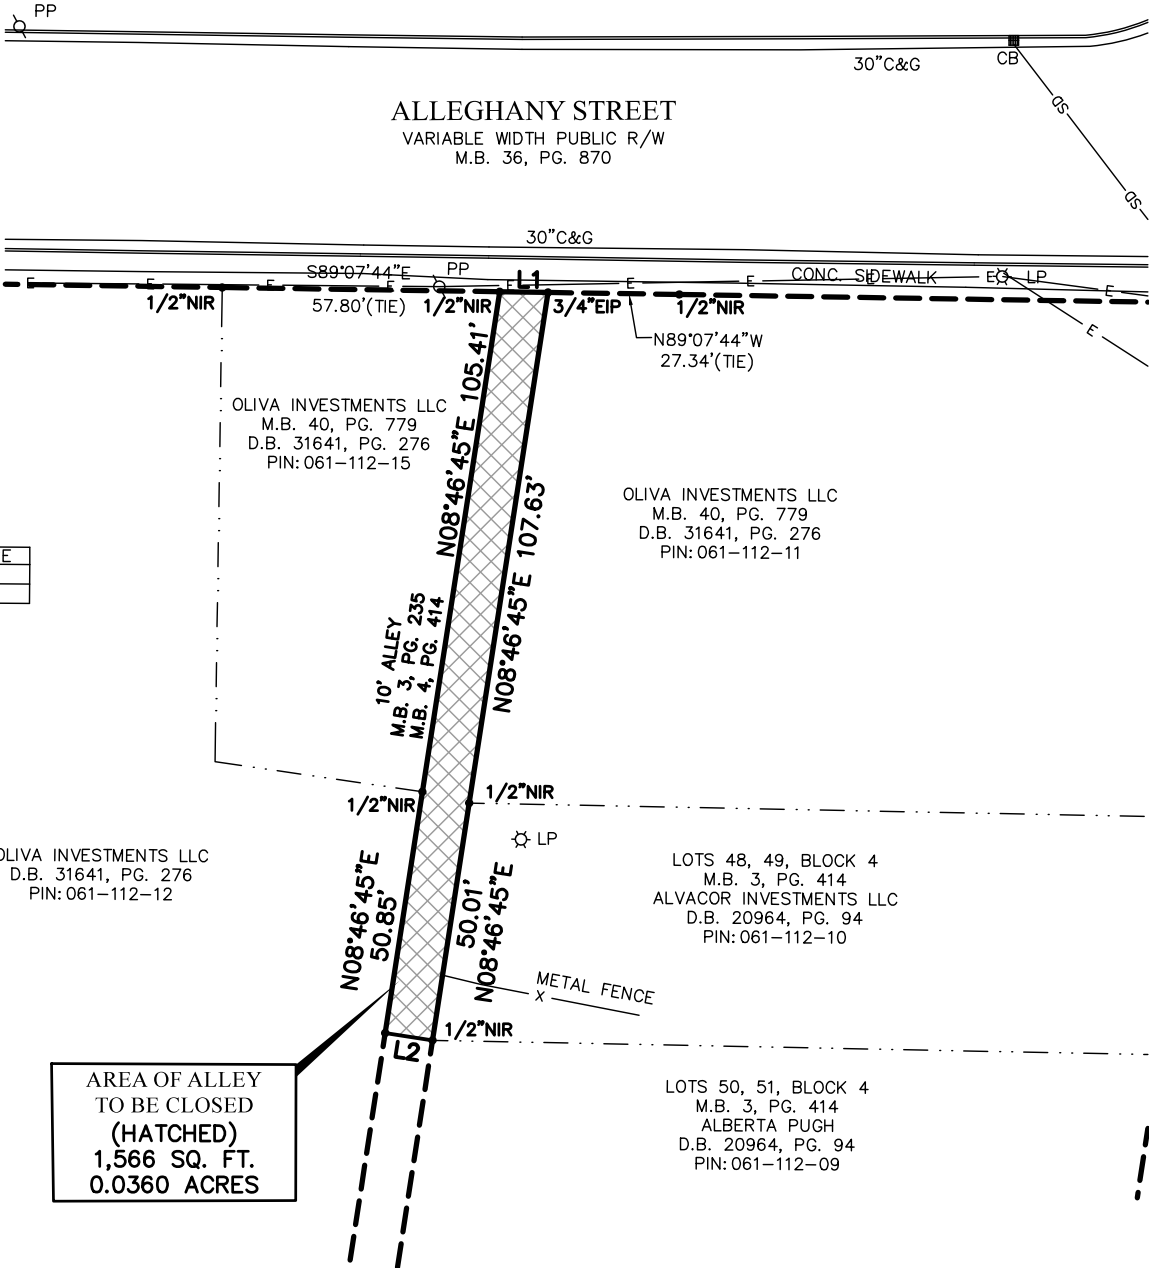 PP
30"C&G
CB
SD
SD
ALLEGHANY STREET
VARIABLE WIDTH PUBLIC R/W
M.B. 36, PG. 870
30"C&G
S89°07'44"E
PP
L1
CONC. SIDEWALK
LP
E
E
E
E
E
E
E
E
E
E
E
1/2"NIR
57.80'(TIE)
1/2"NIR
3/4"EIP
1/2"NIR
N89°07'44"W
27.34'(TIE)
N08°46'45"E 105.41'
OLIVA INVESTMENTS LLC
M.B. 40, PG. 779
D.B. 31641, PG. 276
PIN: 061-112-15
N08°46'45"E 107.63'
OLIVA INVESTMENTS LLC
M.B. 40, PG. 779
D.B. 31641, PG. 276
PIN: 061-112-11
E
10' ALLEY
M.B. 3, PG. 235
M.B. 4, PG. 414
1/2"NIR
1/2"NIR
LP
OLIVA INVESTMENTS LLC
D.B. 31641, PG. 276
PIN: 061-112-12
N08°46'45"E
50.85'
50.01'
N08°46'45"E
LOTS 48, 49, BLOCK 4
M.B. 3, PG. 414
ALVACOR INVESTMENTS LLC
D.B. 20964, PG. 94
PIN: 061-112-10
METAL FENCE
X
1/2"NIR
L2
AREA OF ALLEY
TO BE CLOSED
(HATCHED)
1,566 SQ. FT.
0.0360 ACRES
LOTS 50, 51, BLOCK 4
M.B. 3, PG. 414
ALBERTA PUGH
D.B. 20964, PG. 94
PIN: 061-112-09